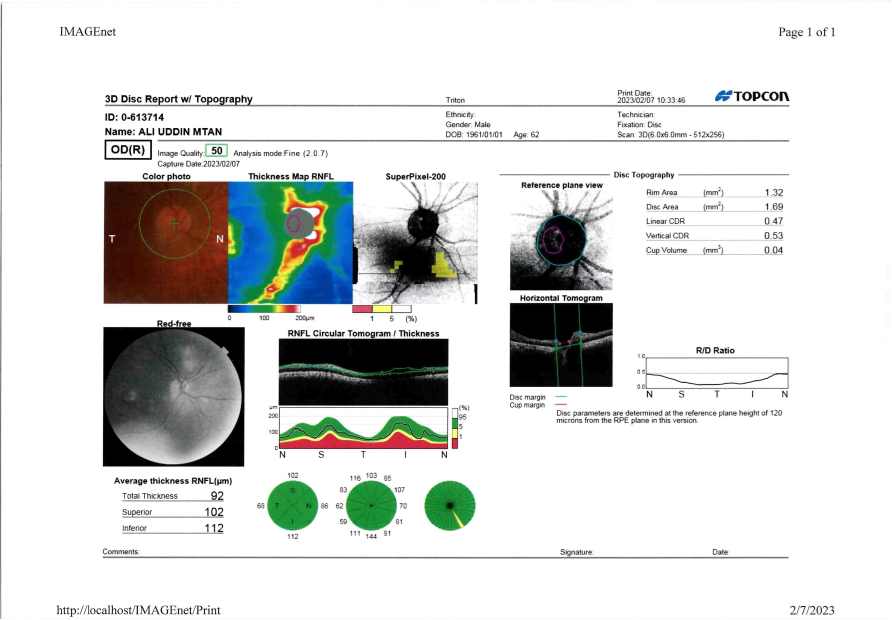 IMAGEnet
Page 1 of 1
3D Disc Report w/ Topography
Triton
Print Date:
2023/02/07 10:33:46
TOPCON
ID: 0-613714
Name: ALI UDDIN MTAN
Ethnicity:
Gender: Male
DOB: 1961/01/01 Age: 62
Technician:
Fixation: Disc
Scan: 3D(6.0x6.0mm - 512x256)
OD(R)
Image Quality: 50 Analysis mode: Fine (2.0.7)
Capture Date:2023/02/07
Color photo
Thickness Map RNFL
SuperPixel-200
T
N
0 100 200μm
1 5 (%)
Disc Topography
Reference plane view
Rim Area (mm²) 1.32
Disc Area (mm²) 1.69
Linear CDR 0.47
Vertical CDR 0.53
Cup Volume (mm³) 0.04
Horizontal Tomogram
Disc margin
Cup margin
R/D Ratio
1.0
0.5
0.0
N S T I N
Disc parameters are determined at the reference plane height of 120
microns from the RPE plane in this version.
Red-free
RNFL Circular Tomogram / Thickness
μm
200
100
0
N S T I N
(%)
95
5
1
Average thickness RNFL(μm)
Total Thickness 92
Superior 102
Inferior 112
102
68
S
T N
I
86
112
116 103 85
83 107
62 70
59 81
111 144 81
Comments:
Signature:
Date:
http://localhost/IMAGEnet/Print
2/7/2023